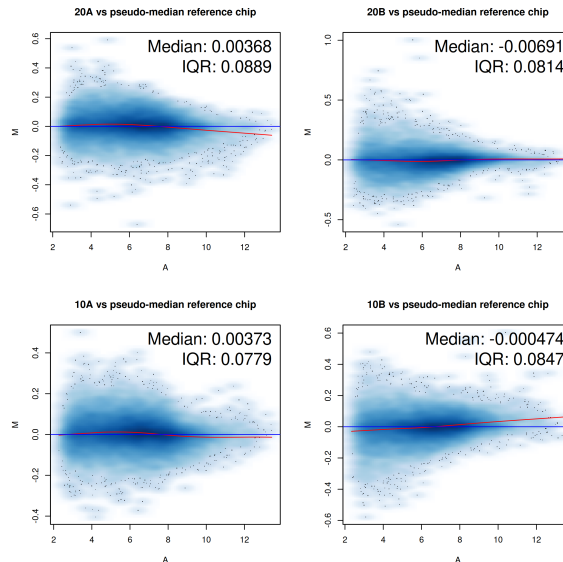 20A vs pseudo-median reference chip
Median: 0.00368
IQR: 0.0889
M
0.6
0.4
0.2
0.0
-0.2
-0.4
-0.6
2 4 6 8 10 12
A
20B vs pseudo-median reference chip
Median: -0.00691
IQR: 0.0814
M
1.0
0.5
0.0
-0.5
2 4 6 8 10 12
A
10A vs pseudo-median reference chip
Median: 0.00373
IQR: 0.0779
M
0.4
0.2
0.0
-0.2
-0.4
2 4 6 8 10 12
A
10B vs pseudo-median reference chip
Median: -0.000474
IQR: 0.0847
M
0.6
0.4
0.2
0.0
-0.2
-0.4
-0.6
2 4 6 8 10 12
A